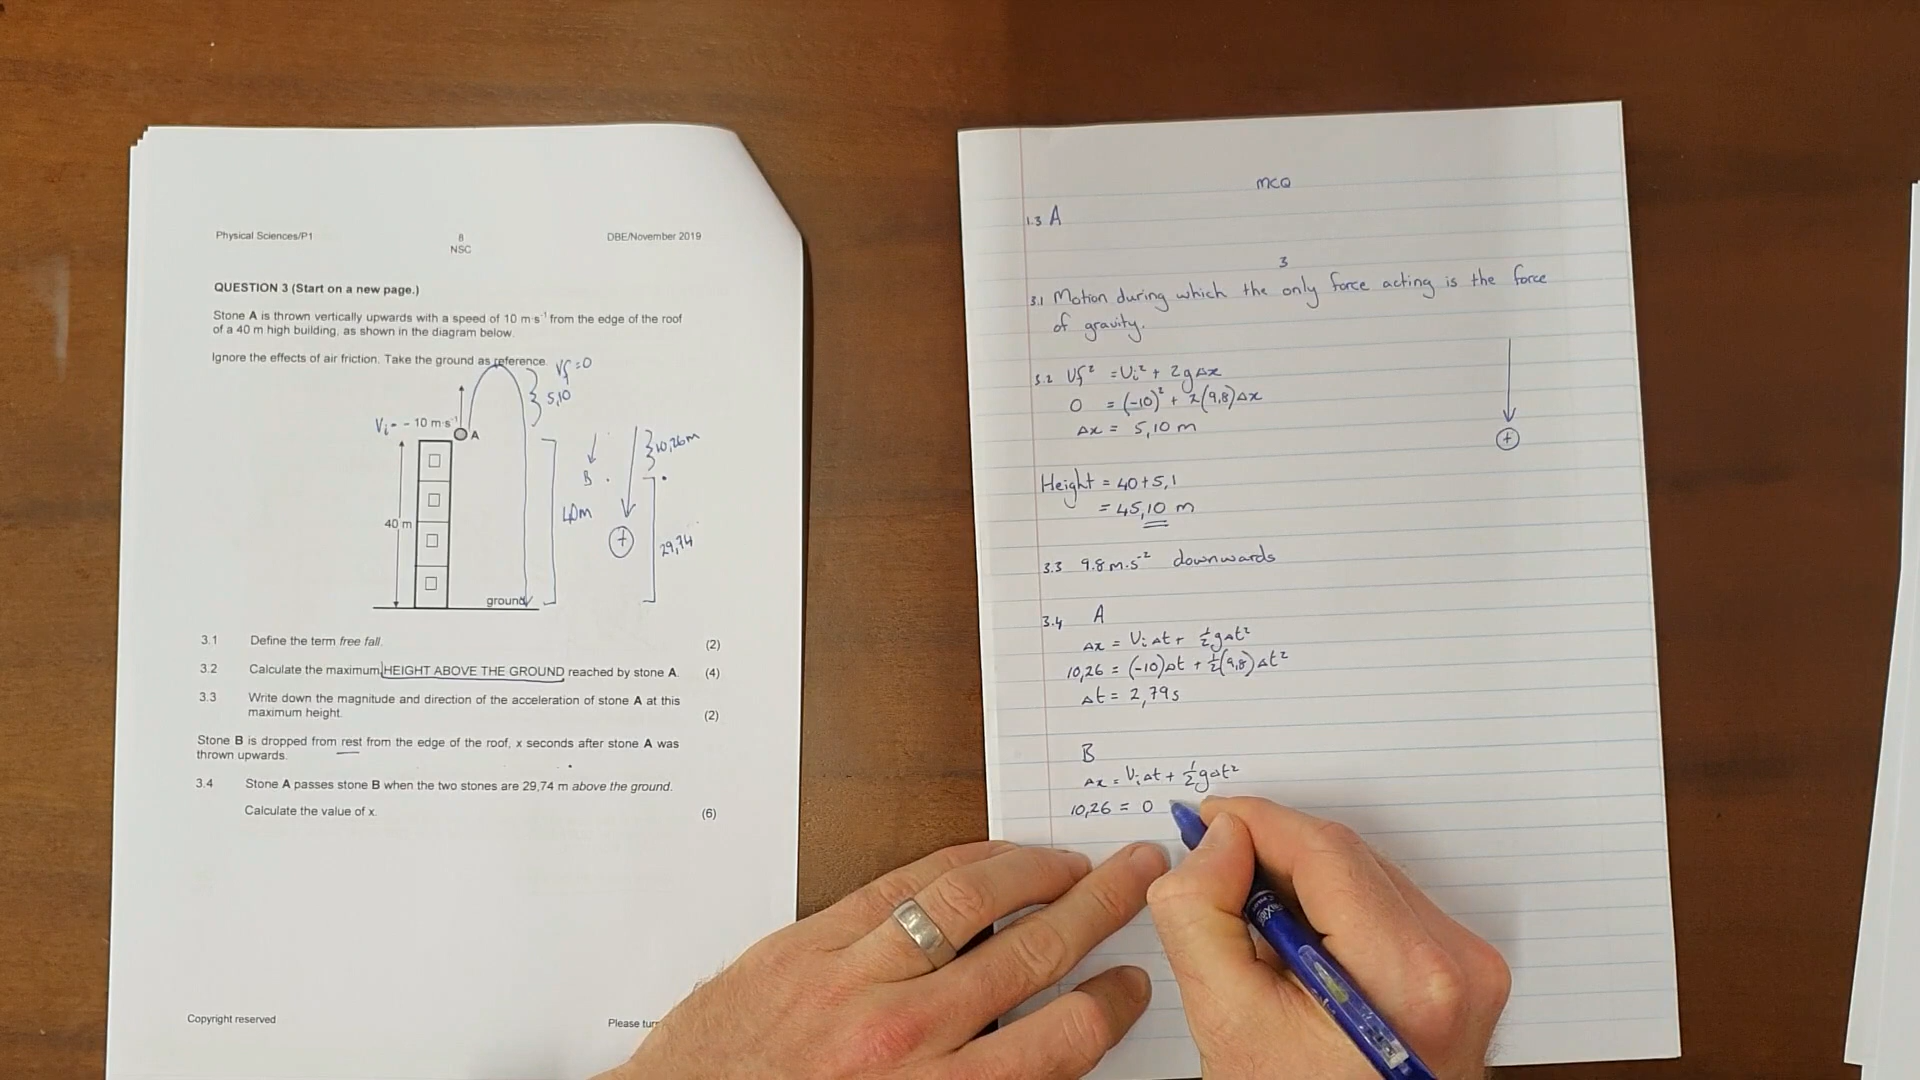 Physical Sciences/P1
8
NSC
DBE/November 2019
QUESTION 3 (Start on a new page.)
Stone A is thrown vertically upwards with a speed of 10 m·s⁻¹ from the edge of the roof
of a 40 m high building, as shown in the diagram below.
Ignore the effects of air friction. Take the ground as reference.
Vf = 0
5,10
Vi = - 10 m·s⁻¹
A
10,26m
B
40m
40 m
+
29,74
ground
3.1 Define the term free fall. (2)
3.2 Calculate the maximum HEIGHT ABOVE THE GROUND reached by stone A. (4)
3.3 Write down the magnitude and direction of the acceleration of stone A at this
maximum height. (2)
Stone B is dropped from rest from the edge of the roof, x seconds after stone A was
thrown upwards.
3.4 Stone A passes stone B when the two stones are 29,74 m above the ground.
Calculate the value of x. (6)
Copyright reserved
Please
MCQ
1.3 A
3
3.1 Motion during which the only force acting is the force
of gravity.
3.2 Vf² = Vi² + 2gΔx
0 = (-10)² + 2(9,8)Δx
Δx = 5,10 m
+
Height = 40+5,1
= 45,10 m
3.3 9.8 m·s⁻² downwards
3.4 A
Δx = ViΔt + ½gΔt²
10,26 = (-10)Δt + ½(9,8)Δt²
Δt = 2,79s
B
Δx = ViΔt + ½gΔt²
10,26 = 0